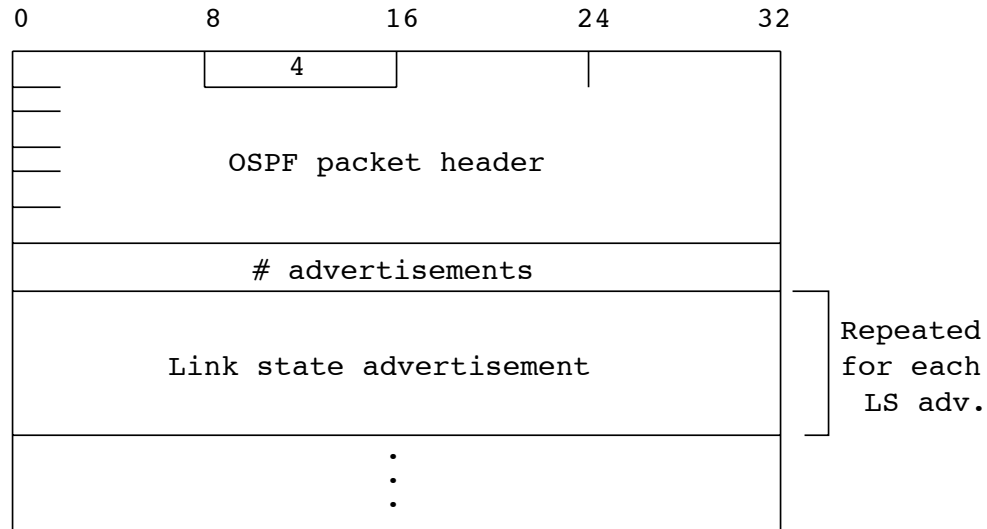 0 8 16 24 32
4
OSPF packet header
# advertisements
Link state advertisement
Repeated
for each
LS adv.
.
.
.